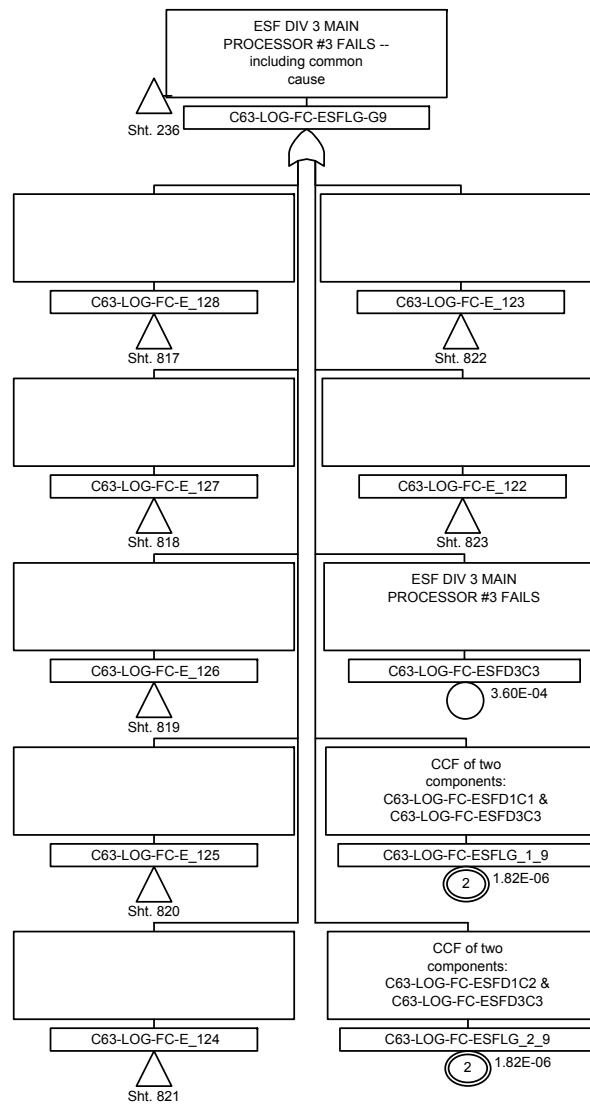 ESF DIV 3 MAIN
PROCESSOR #3 FAILS --
including common
cause
Sht. 236
C63-LOG-FC-ESFLG-G9
C63-LOG-FC-E_128
Sht. 817
C63-LOG-FC-E_123
Sht. 822
C63-LOG-FC-E_127
Sht. 818
C63-LOG-FC-E_122
Sht. 823
C63-LOG-FC-E_126
Sht. 819
ESF DIV 3 MAIN
PROCESSOR #3 FAILS
C63-LOG-FC-ESFD3C3
3.60E-04
C63-LOG-FC-E_125
Sht. 820
CCF of two
components:
C63-LOG-FC-ESFD1C1 &
C63-LOG-FC-ESFD3C3
C63-LOG-FC-ESFLG_1_9
2
1.82E-06
C63-LOG-FC-E_124
Sht. 821
CCF of two
components:
C63-LOG-FC-ESFD1C2 &
C63-LOG-FC-ESFD3C3
C63-LOG-FC-ESFLG_2_9
2
1.82E-06